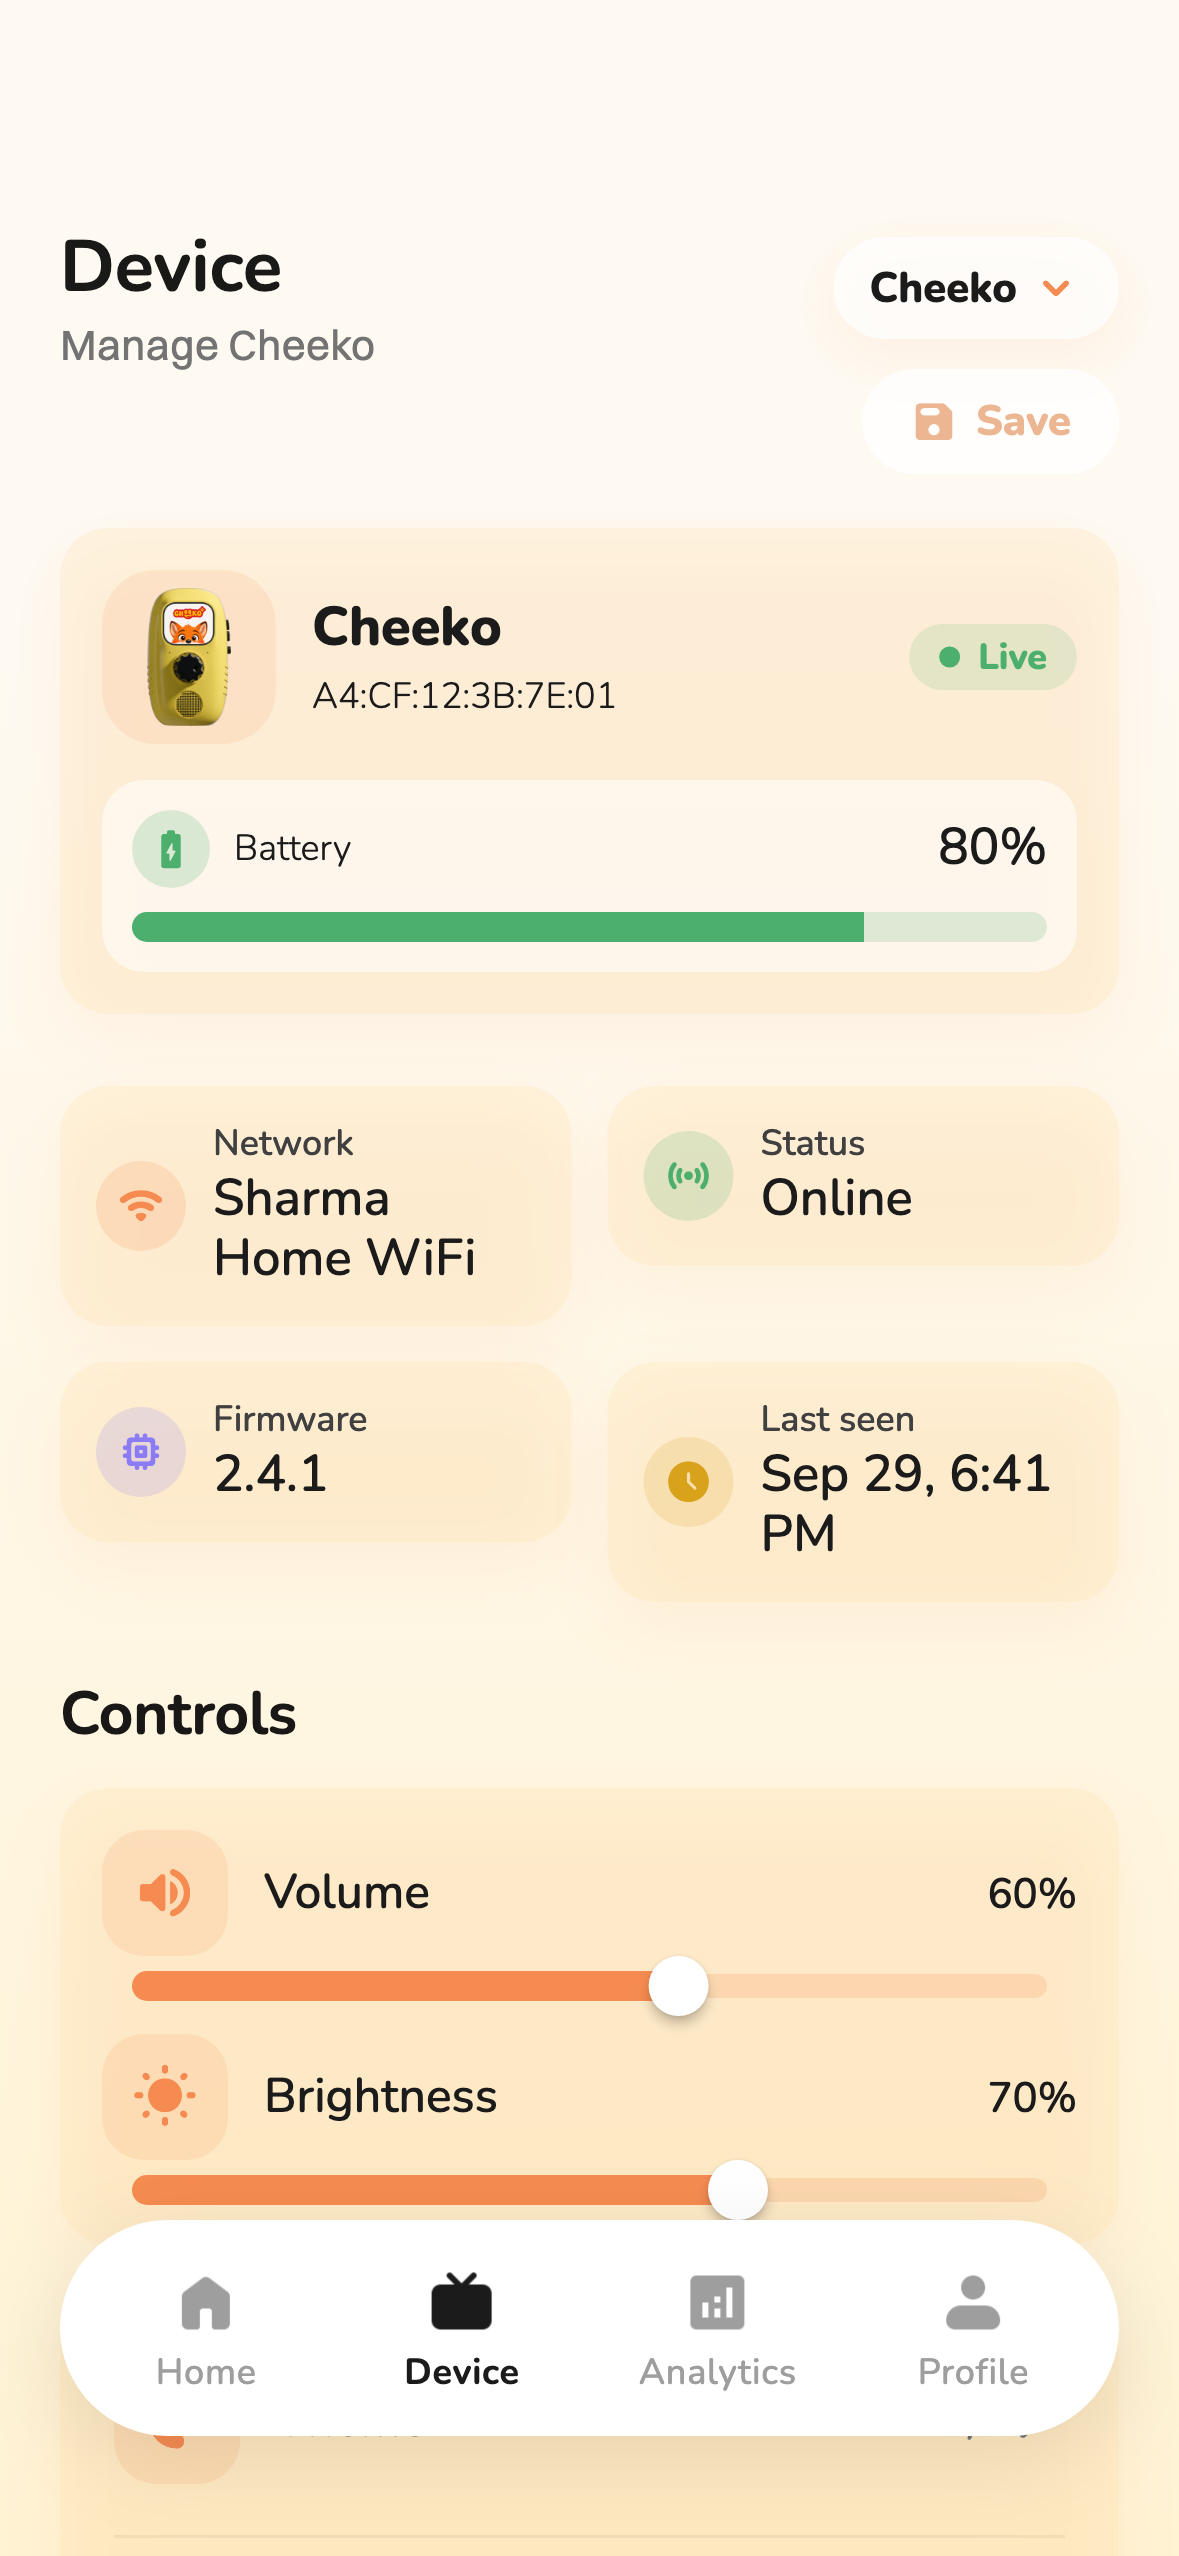 Device
Manage Cheeko
Cheeko
Save
CHEEKO
Cheeko
A4:CF:12:3B:7E:01
Live
Battery
80%
Network
Sharma
Home WiFi
Status
Online
Firmware
2.4.1
Last seen
Sep 29, 6:41
PM
Controls
Volume
60%
Brightness
70%
Home
Device
Analytics
Profile